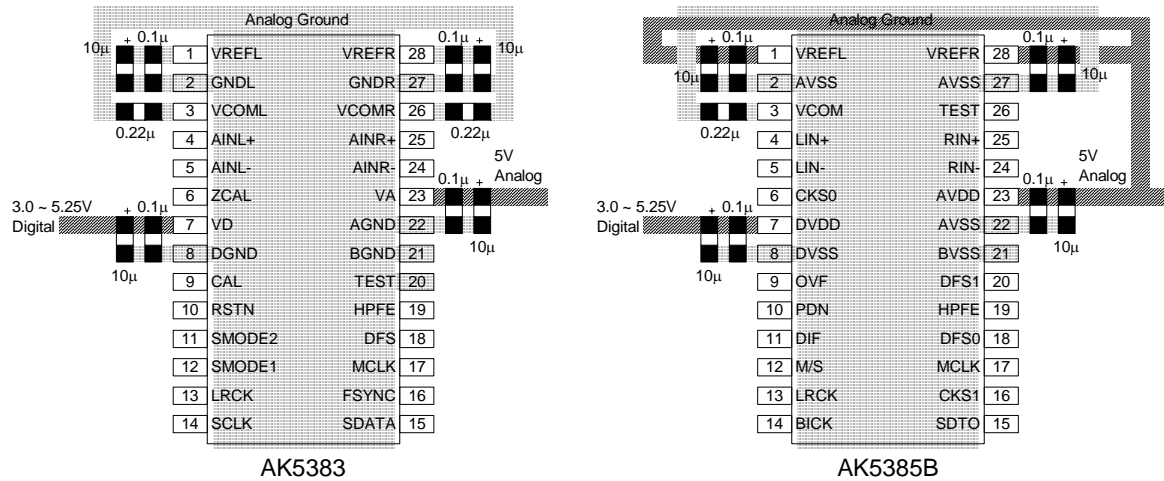 Analog Ground
10μ + 0.1μ
0.1μ + 10μ
1 VREFL VREFR 28
2 GNDL GNDR 27
3 VCOML VCOMR 26
0.22μ 0.22μ
4 AINL+ AINR+ 25
5 AINL- AINR- 24
5V
Analog
0.1μ +
6 ZCAL VA 23
3.0 ~ 5.25V
Digital
+ 0.1μ
7 VD AGND 22
10μ
8 DGND BGND 21
10μ
9 CAL TEST 20
10 RSTN HPFE 19
11 SMODE2 DFS 18
12 SMODE1 MCLK 17
13 LRCK FSYNC 16
14 SCLK SDATA 15
AK5383
Analog Ground
+ 0.1μ
0.1μ +
10μ
10μ
1 VREFL VREFR 28
2 AVSS AVSS 27
3 VCOM TEST 26
0.22μ
4 LIN+ RIN+ 25
5 LIN- RIN- 24
5V
Analog
0.1μ +
6 CKS0 AVDD 23
3.0 ~ 5.25V
Digital
+ 0.1μ
7 DVDD AVSS 22
10μ
8 DVSS BVSS 21
10μ
9 OVF DFS1 20
10 PDN HPFE 19
11 DIF DFS0 18
12 M/S MCLK 17
13 LRCK CKS1 16
14 BICK SDTO 15
AK5385B